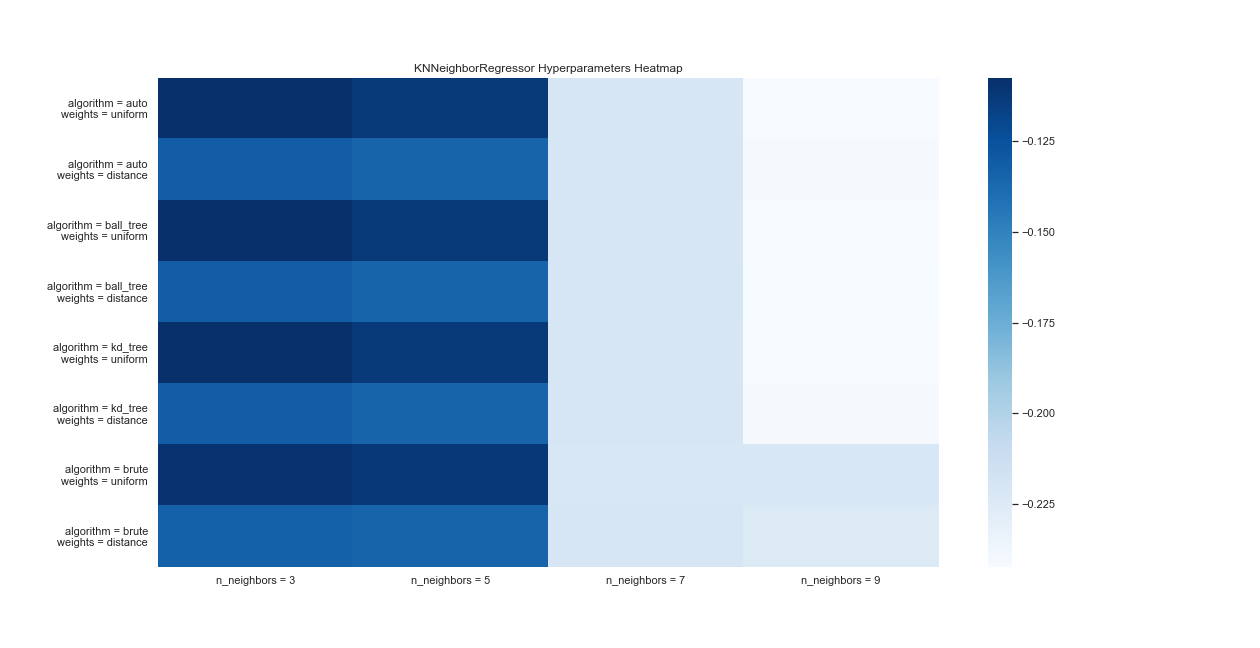 KNNeighborRegressor Hyperparameters Heatmap
algorithm = auto
weights = uniform
algorithm = auto
weights = distance
algorithm = ball_tree
weights = uniform
algorithm = ball_tree
weights = distance
algorithm = kd_tree
weights = uniform
algorithm = kd_tree
weights = distance
algorithm = brute
weights = uniform
algorithm = brute
weights = distance
n_neighbors = 3
n_neighbors = 5
n_neighbors = 7
n_neighbors = 9
−0.125
−0.150
−0.175
−0.200
−0.225